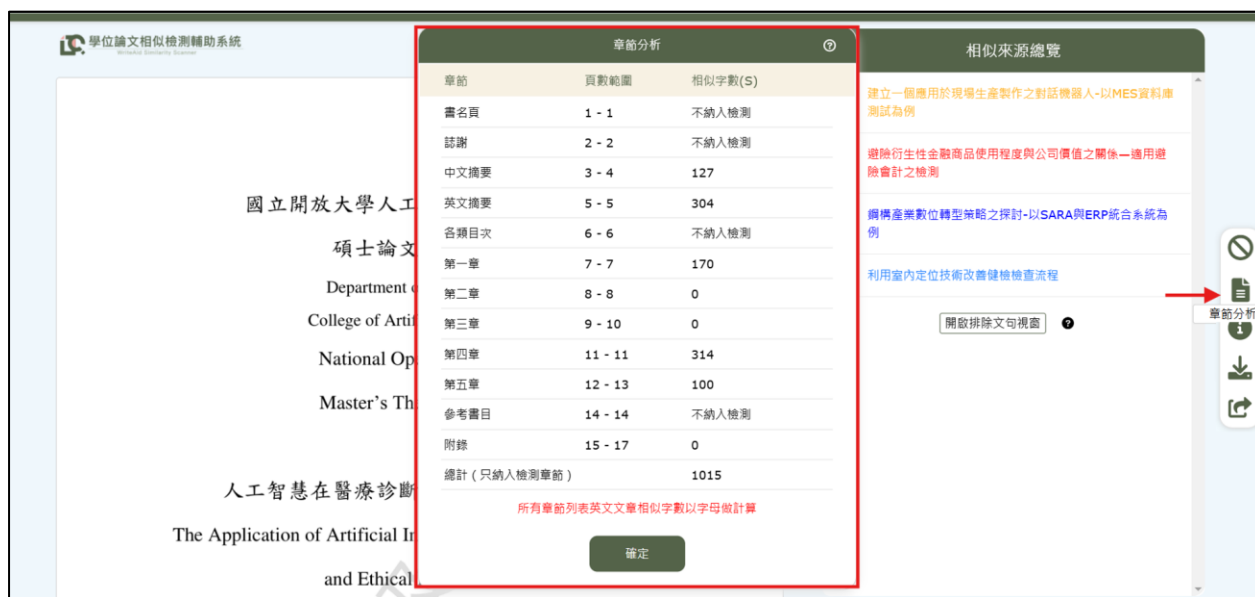 學位論文相似檢測輔助系統
WriteAid Similarity Scanner
國立開放大學人工
碩士論文
Department
College of Artif
National Op
Master's Th
人工智慧在醫療診斷
The Application of Artificial In
and Ethical
章節分析
章節 頁數範圍 相似字數(S)
書名頁 1 - 1 不納入檢測
誌謝 2 - 2 不納入檢測
中文摘要 3 - 4 127
英文摘要 5 - 5 304
各類目次 6 - 6 不納入檢測
第一章 7 - 7 170
第二章 8 - 8 0
第三章 9 - 10 0
第四章 11 - 11 314
第五章 12 - 13 100
參考書目 14 - 14 不納入檢測
附錄 15 - 17 0
總計（只納入檢測章節） 1015
所有章節列表英文文章相似字數以字母做計算
確定
相似來源總覽
建立一個應用於現場生產製作之對話機器人-以MES資料庫
測試為例
避險衍生性金融商品使用程度與公司價值之關係—適用避
險會計之檢測
鋼構產業數位轉型策略之探討-以SARA與ERP統合系統為
例
利用室內定位技術改善健檢檢查流程
開啟排除文句視窗
章節分析